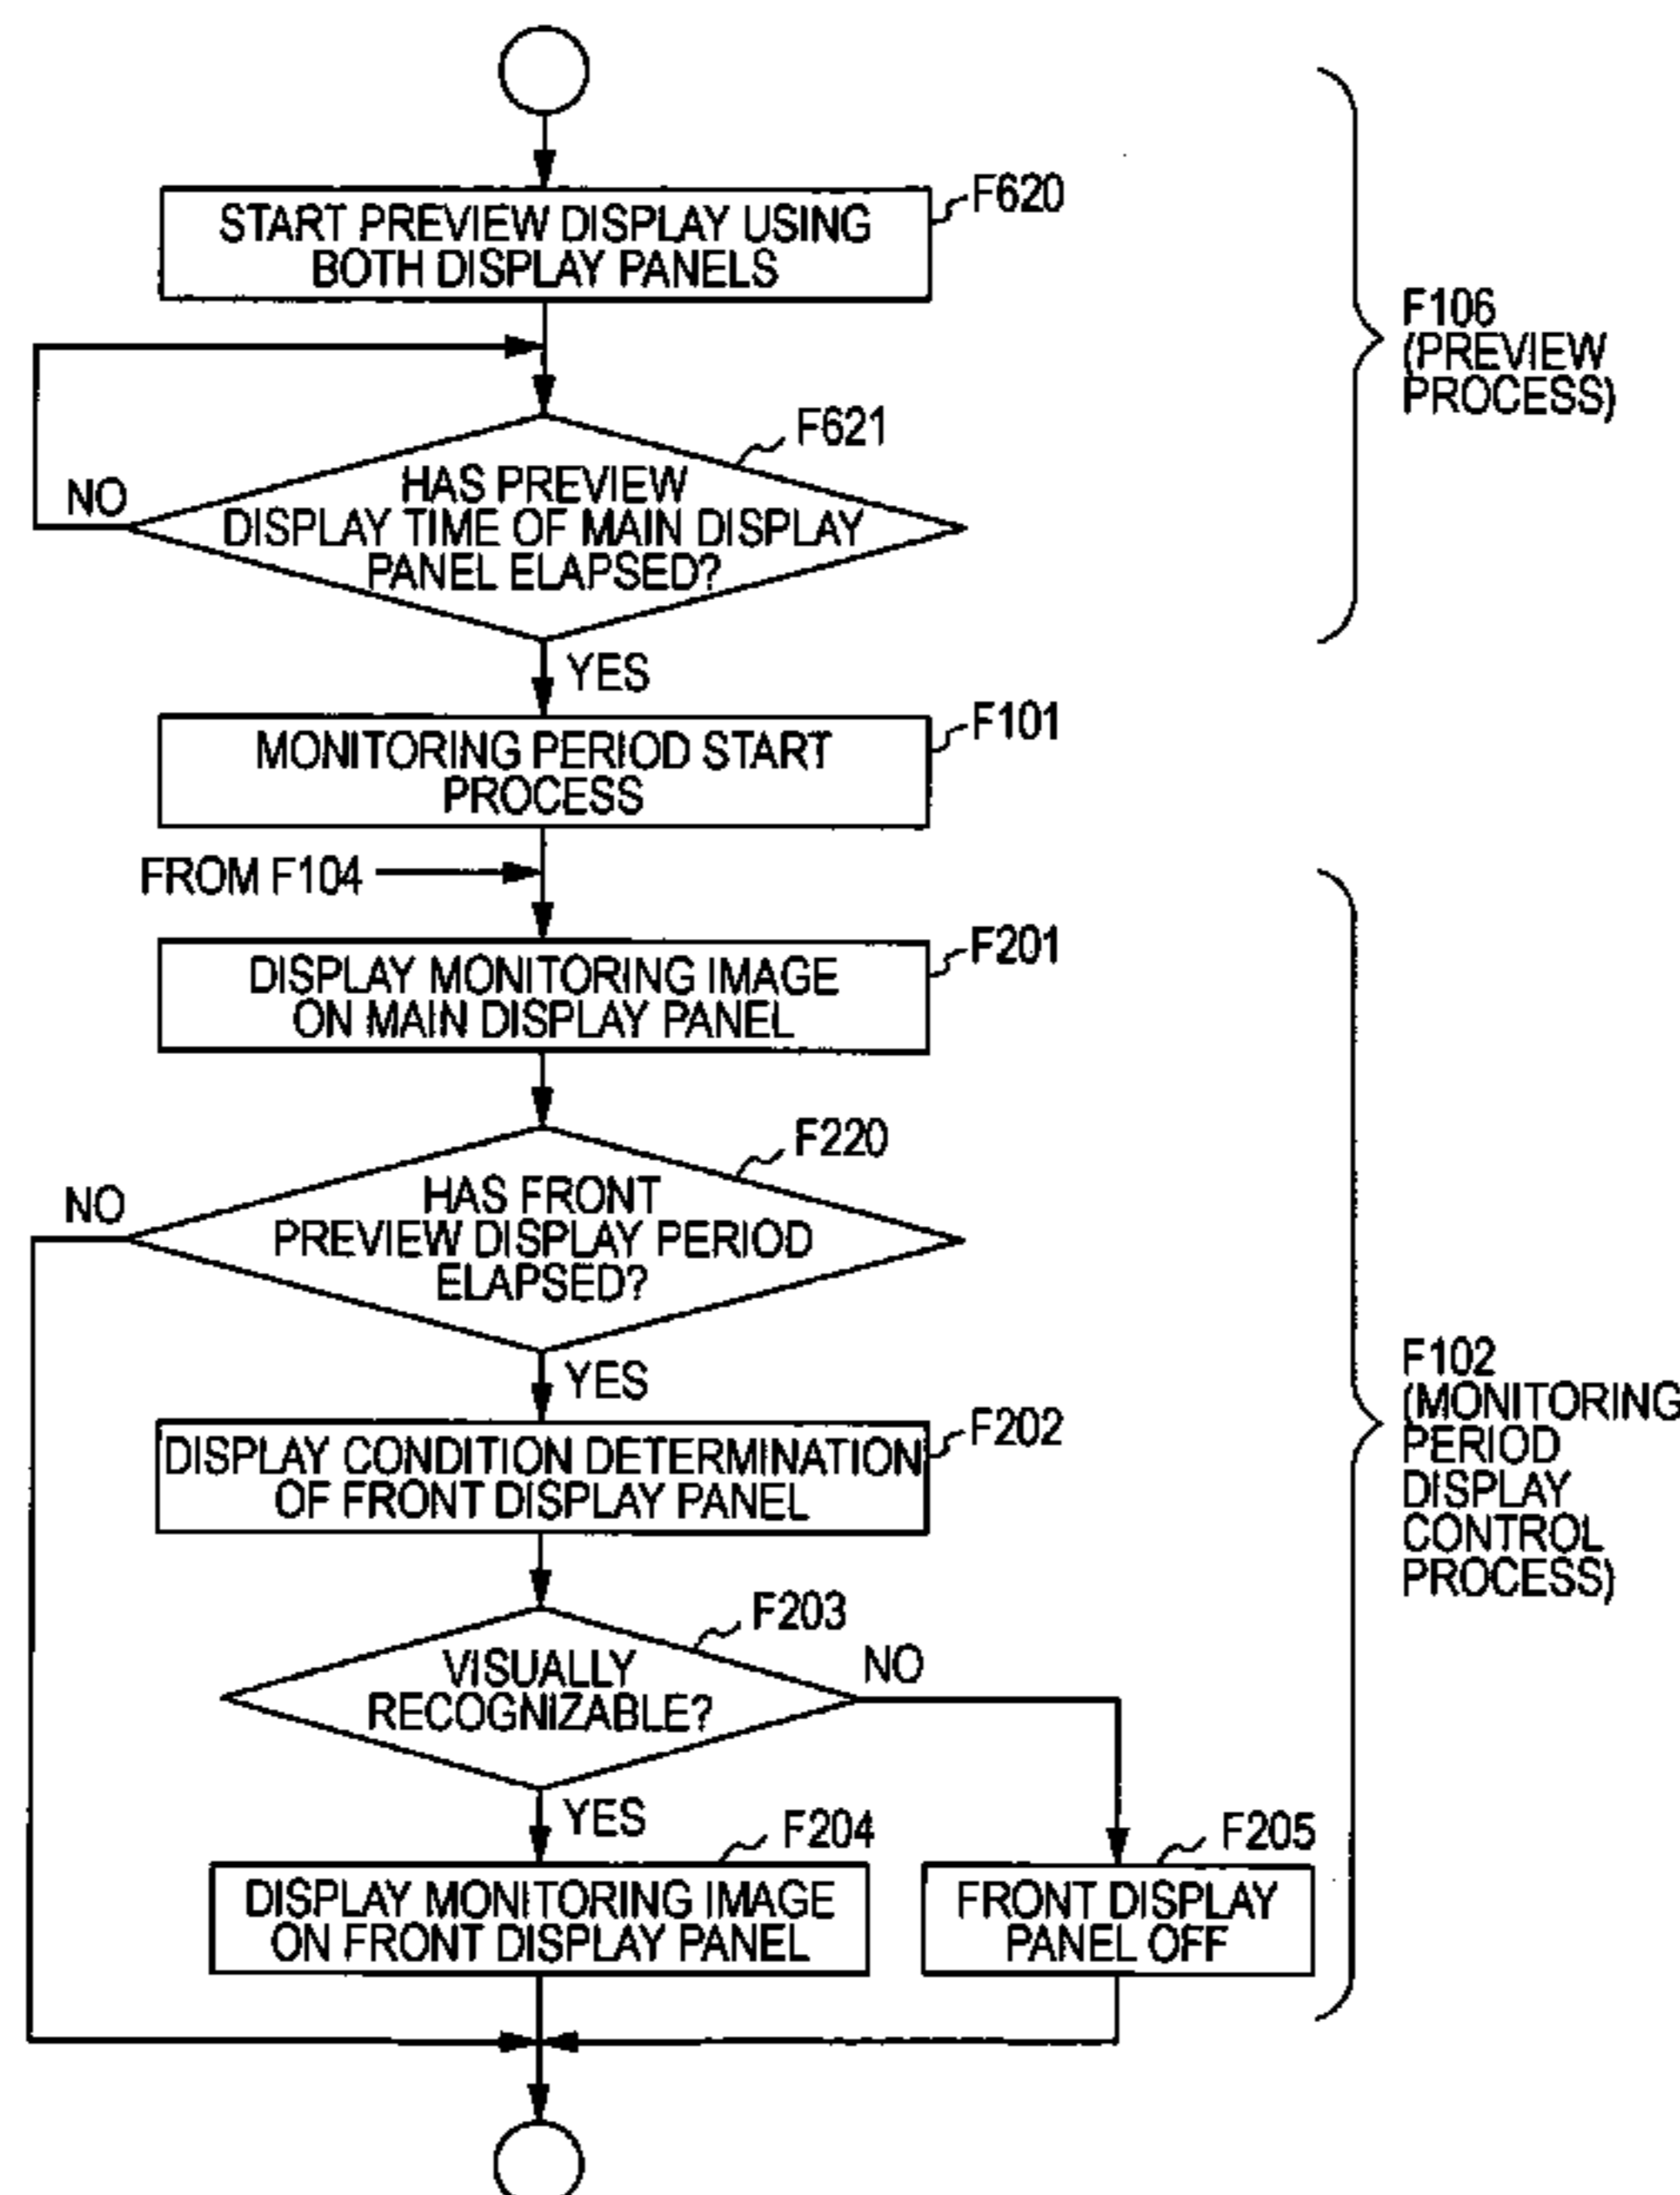 F620
START PREVIEW DISPLAY USING
BOTH DISPLAY PANELS
F106
(PREVIEW
PROCESS)
F621
HAS PREVIEW
DISPLAY TIME OF MAIN DISPLAY
PANEL ELAPSED?
NO
YES
F101
MONITORING PERIOD START
PROCESS
FROM F104
F201
DISPLAY MONITORING IMAGE
ON MAIN DISPLAY PANEL
F220
HAS FRONT
PREVIEW DISPLAY PERIOD
ELAPSED?
NO
YES
F102
(MONITORING
PERIOD
DISPLAY
CONTROL
PROCESS)
F202
DISPLAY CONDITION DETERMINATION
OF FRONT DISPLAY PANEL
F203
VISUALLY
RECOGNIZABLE?
NO
YES
F204
DISPLAY MONITORING IMAGE
ON FRONT DISPLAY PANEL
F205
FRONT DISPLAY
PANEL OFF